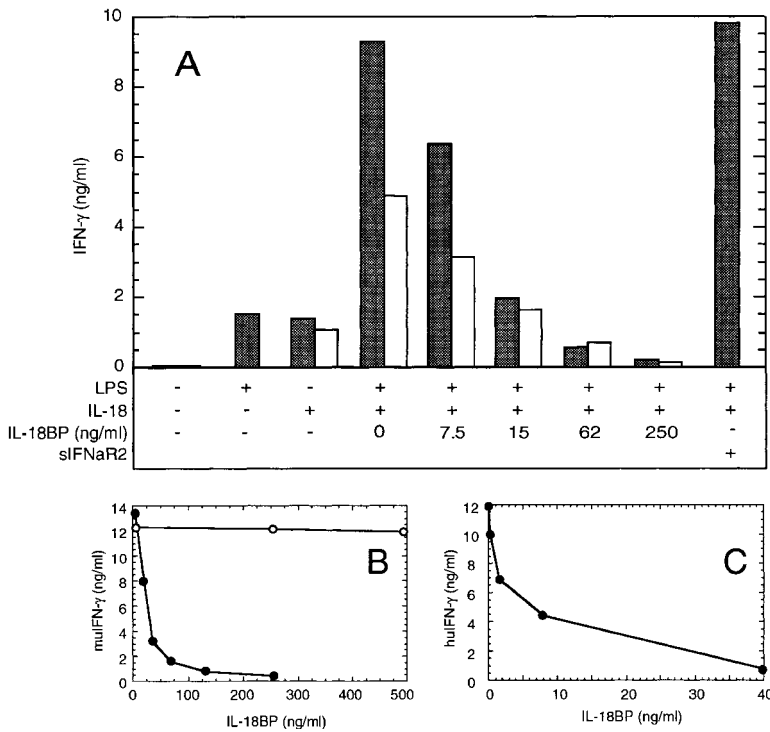 A
IFN-γ (ng/ml)
10
8
6
4
2
0
LPS - + - + + + + + +
IL-18 - - + + + + + + +
IL-18BP (ng/ml) - - - 0 7.5 15 62 250 -
sIFNaR2 +
B
muIFN-γ (ng/ml)
14
12
10
8
6
4
2
0
0 100 200 300 400 500
IL-18BP (ng/ml)
C
huIFN-γ (ng/ml)
12
10
8
6
4
2
0
0 10 20 30 40
IL-18BP (ng/ml)